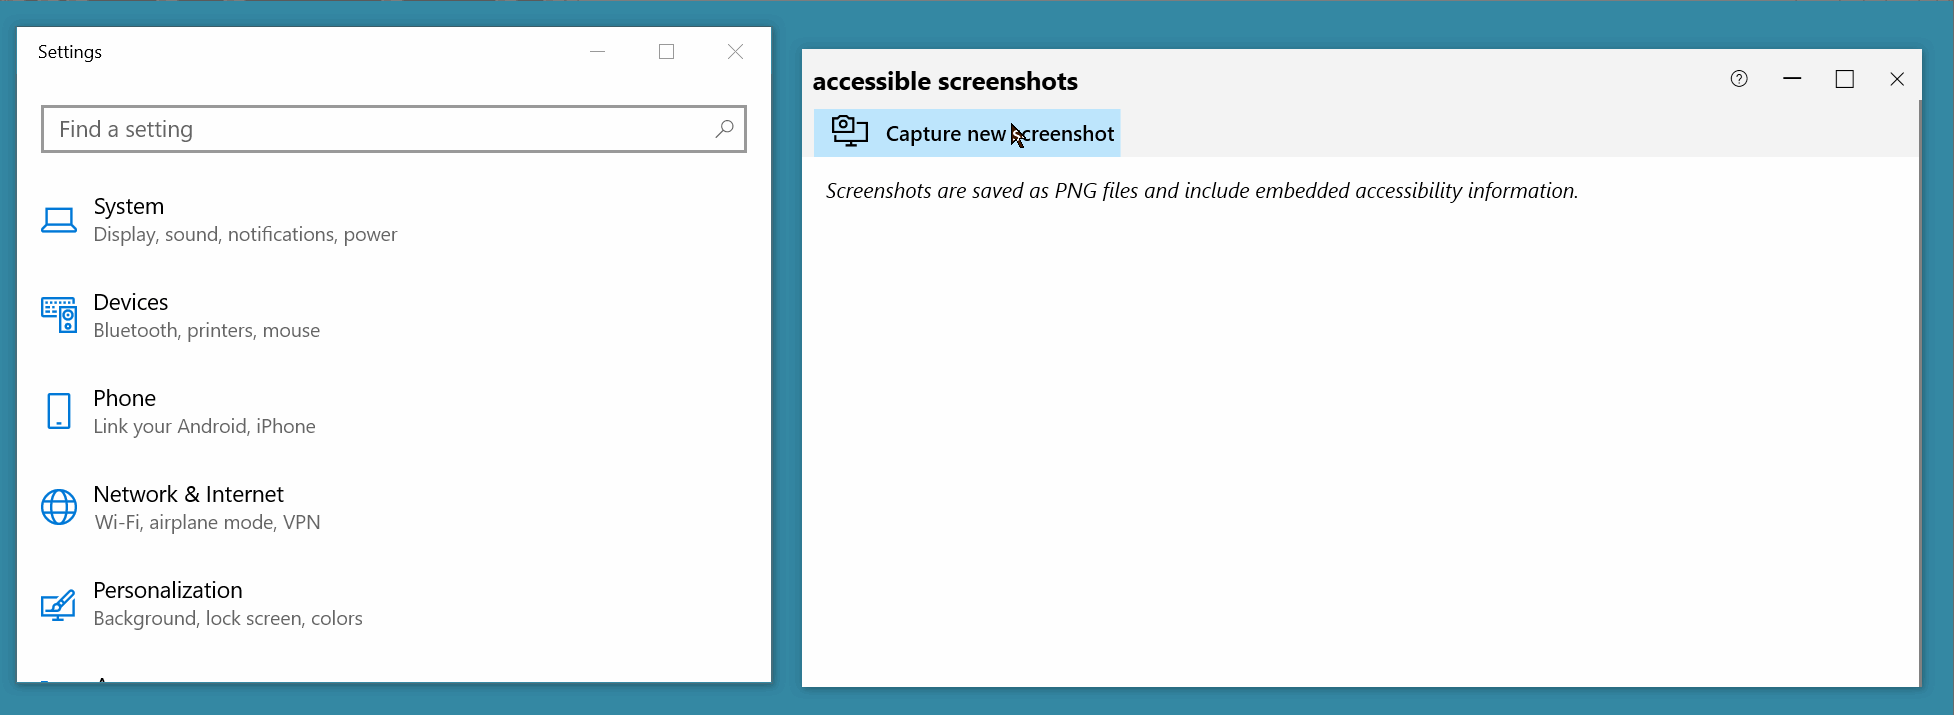 Settings
Find a setting
System
Display, sound, notifications, power
Devices
Bluetooth, printers, mouse
Phone
Link your Android, iPhone
Network & Internet
Wi-Fi, airplane mode, VPN
Personalization
Background, lock screen, colors
accessible screenshots
Capture new screenshot
Screenshots are saved as PNG files and include embedded accessibility information.